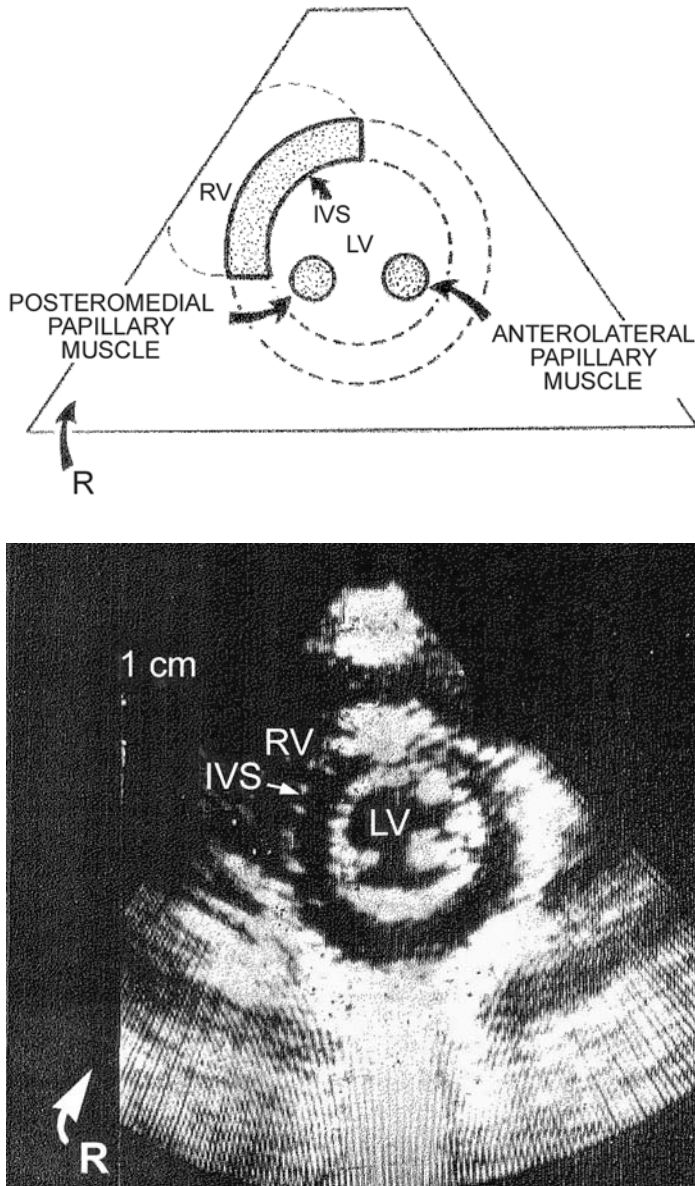 RV
IVS
LV
POSTEROMEDIAL
PAPILLARY
MUSCLE
ANTEROLATERAL
PAPILLARY
MUSCLE
R
1 cm
RV
IVS
LV
R